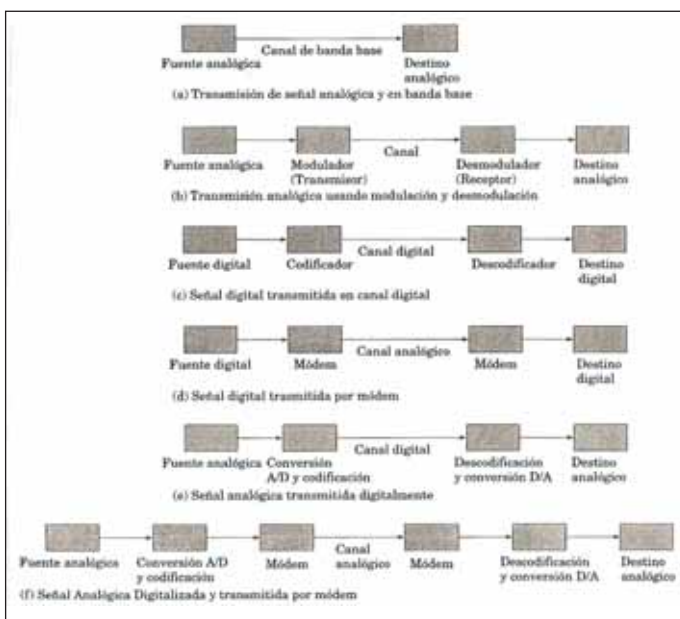 Canal de banda base
Fuente analógica Destino
analógico
(a) Transmisión de señal analógica y en banda base
Canal
Fuente analógica Modulador Desmodulador Destino
(Transmisor) (Receptor) analógico
(b) Transmisión analógica usando modulación y desmodulación
Canal digital
Fuente digital Codificador Descodificador Destino
digital
(c) Señal digital transmitida en canal digital
Canal analógico
Fuente digital Módem Módem Destino
digital
(d) Señal digital trasmitida por módem
Canal digital
Fuente analógica Conversión Descodificación Destino
A/D y codificación y conversión D/A analógico
(e) Señal analógica transmitida digitalmente
Canal
Fuente analógica Conversión A/D Módem analógico Módem Descodificación Destino
y codificación y conversión D/A analógico
(f) Señal Analógica Digitalizada y transmitida por módem